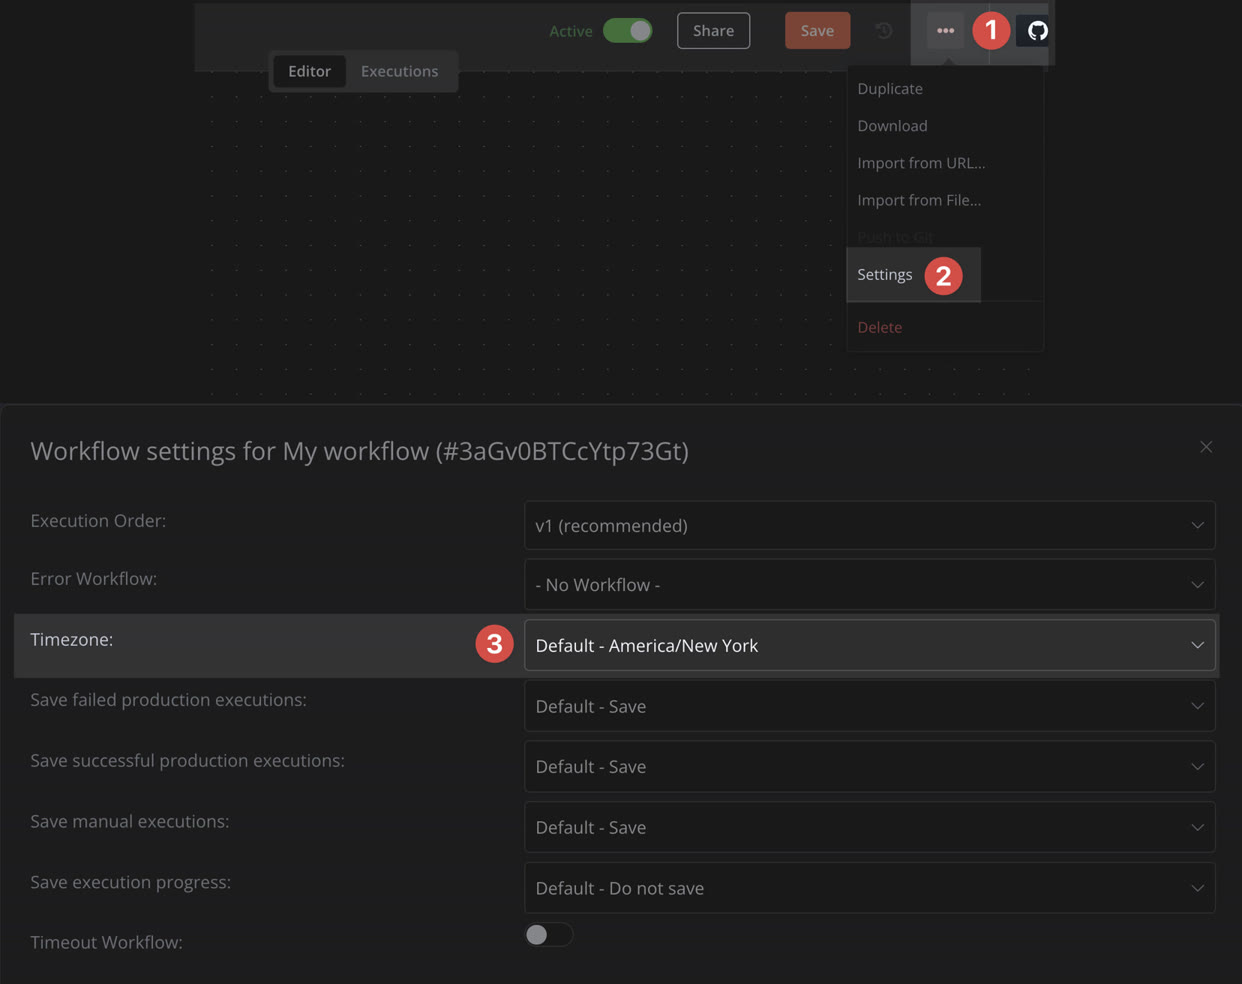 Active
Share
Save
1
Editor
Executions
Duplicate
Download
Import from URL...
Import from File...
Push to Git
Settings
2
Delete
Workflow settings for My workflow (#3aGv0BTCcYtp73Gt)
Execution Order:
v1 (recommended)
Error Workflow:
- No Workflow -
Timezone:
3
Default - America/New York
Save failed production executions:
Default - Save
Save successful production executions:
Default - Save
Save manual executions:
Default - Save
Save execution progress:
Default - Do not save
Timeout Workflow: